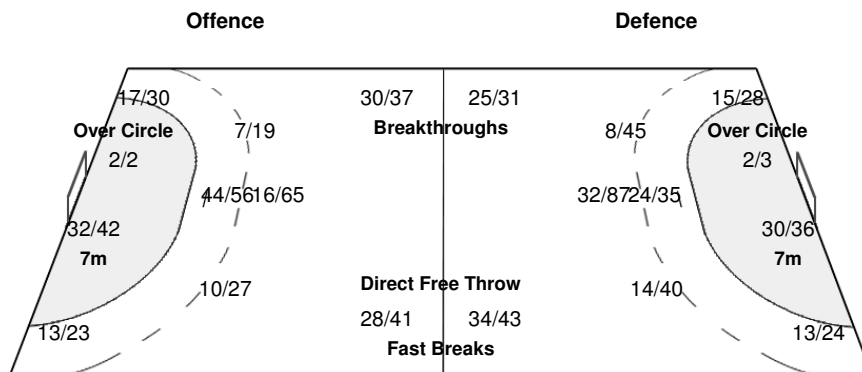 Offence Defence
17/30 30/37 25/31 15/28
Over Circle 7/19 Breakthroughs 8/45 Over Circle
2/2 2/3
44/56 16/65 32/87 24/35
32/42 30/36
7m 7m
10/27 Direct Free Throw 14/40
13/23 28/41 34/43 13/24
Fast Breaks